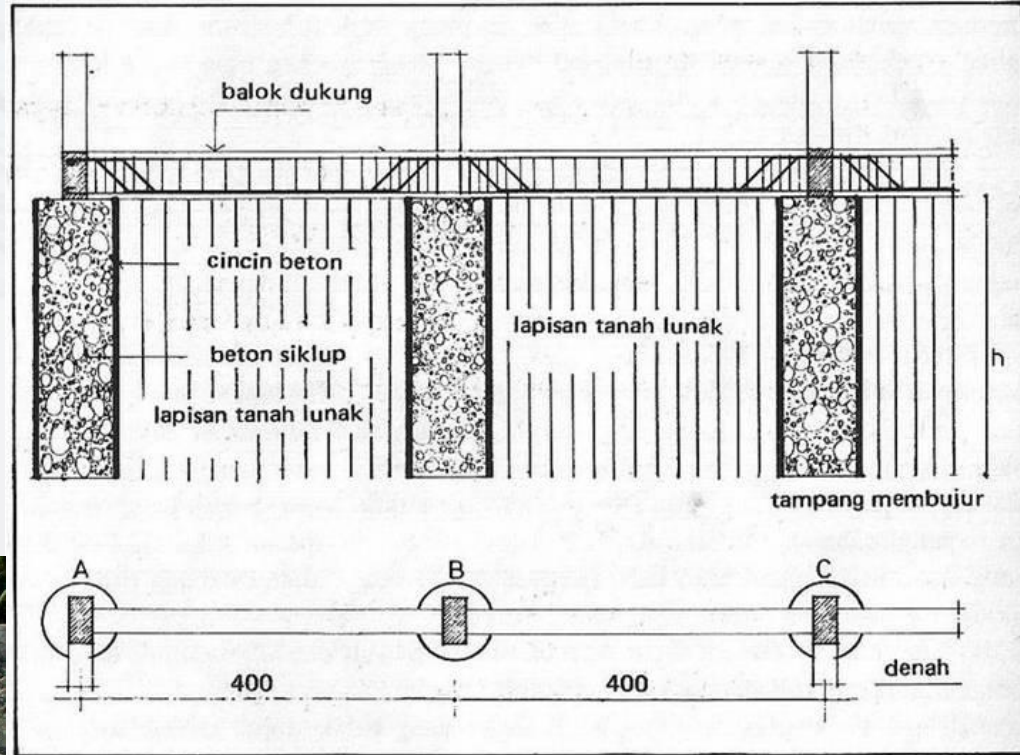 balok dukung
cincin beton
lapisan tanah lunak
beton siklup
lapisan tanah lunak
h
tampang membujur
A B C
400 400 denah